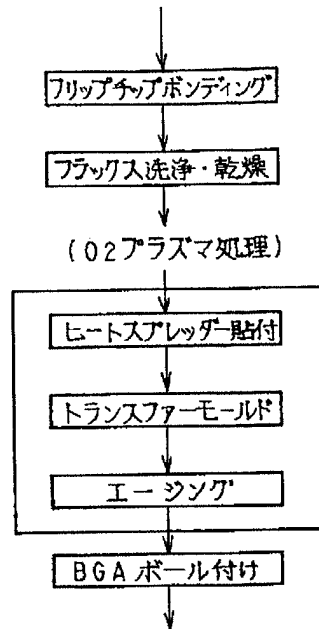 フリップチップボンディング
フラックス洗浄・乾燥
(O2プラズマ処理)
ヒートスプレッダー貼付
トランスファーモールド
エージング
BGAボール付け